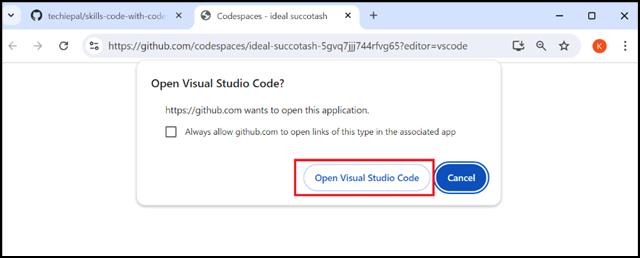 techiepal/skills-code-with-code
Codespaces - ideal succotash
https://github.com/codespaces/ideal-succotash-5gvq7jjj744rfvg65?editor=vscode
K
Open Visual Studio Code?
https://github.com wants to open this application.
Always allow github.com to open links of this type in the associated app
Open Visual Studio Code
Cancel